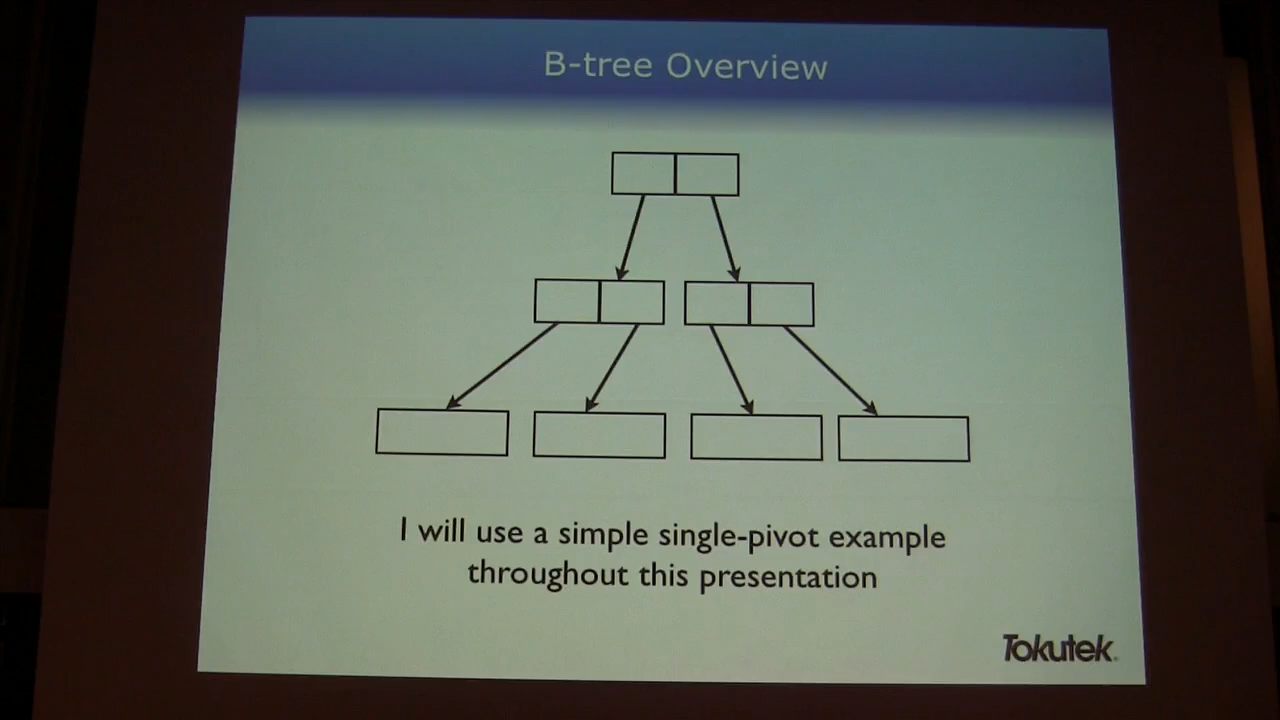 B-tree Overview
I will use a simple single-pivot example
throughout this presentation
Tokutek